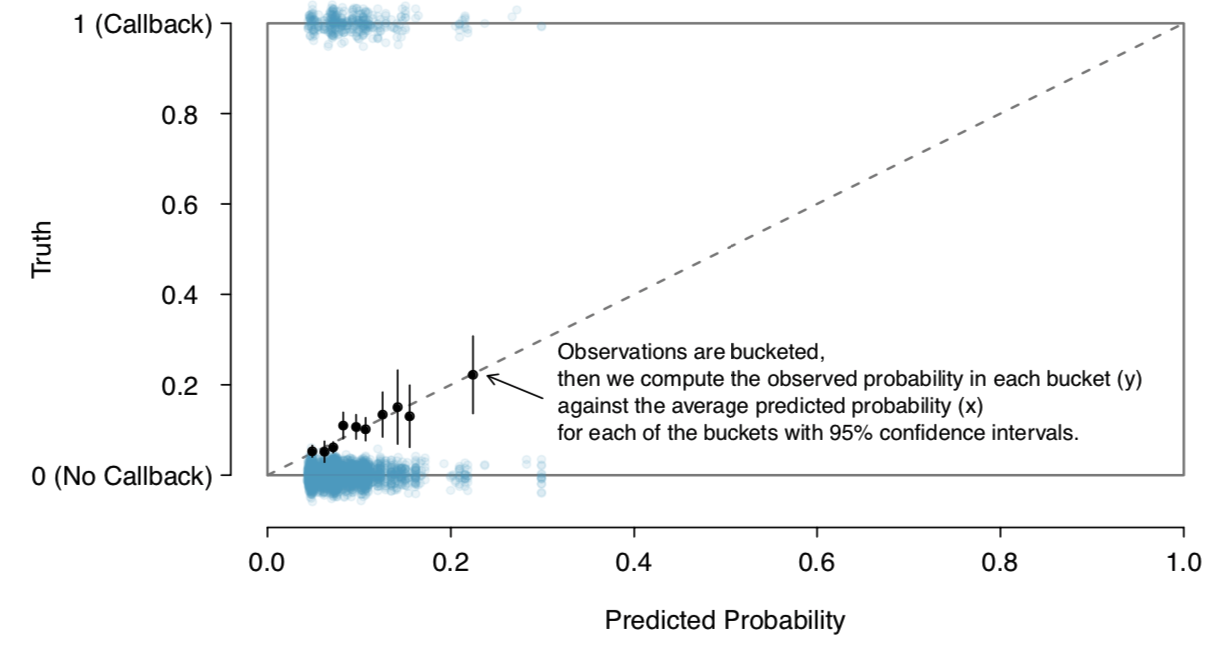 1 (Callback)
0.8
0.6
0.4
0.2
0 (No Callback)
Truth
Observations are bucketed,
then we compute the observed probability in each bucket (y)
against the average predicted probability (x)
for each of the buckets with 95% confidence intervals.
0.0 0.2 0.4 0.6 0.8 1.0
Predicted Probability